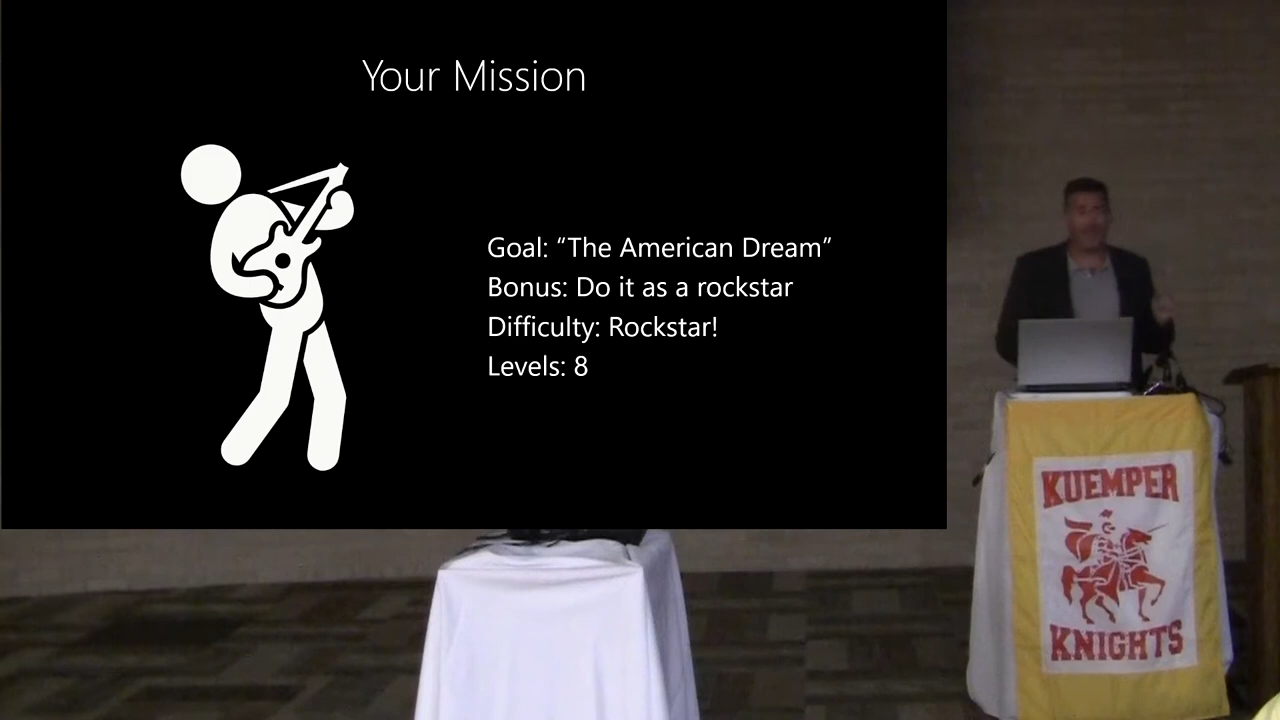 Your Mission
Goal: “The American Dream”
Bonus: Do it as a rockstar
Difficulty: Rockstar!
Levels: 8
KUEMPER
KNIGHTS